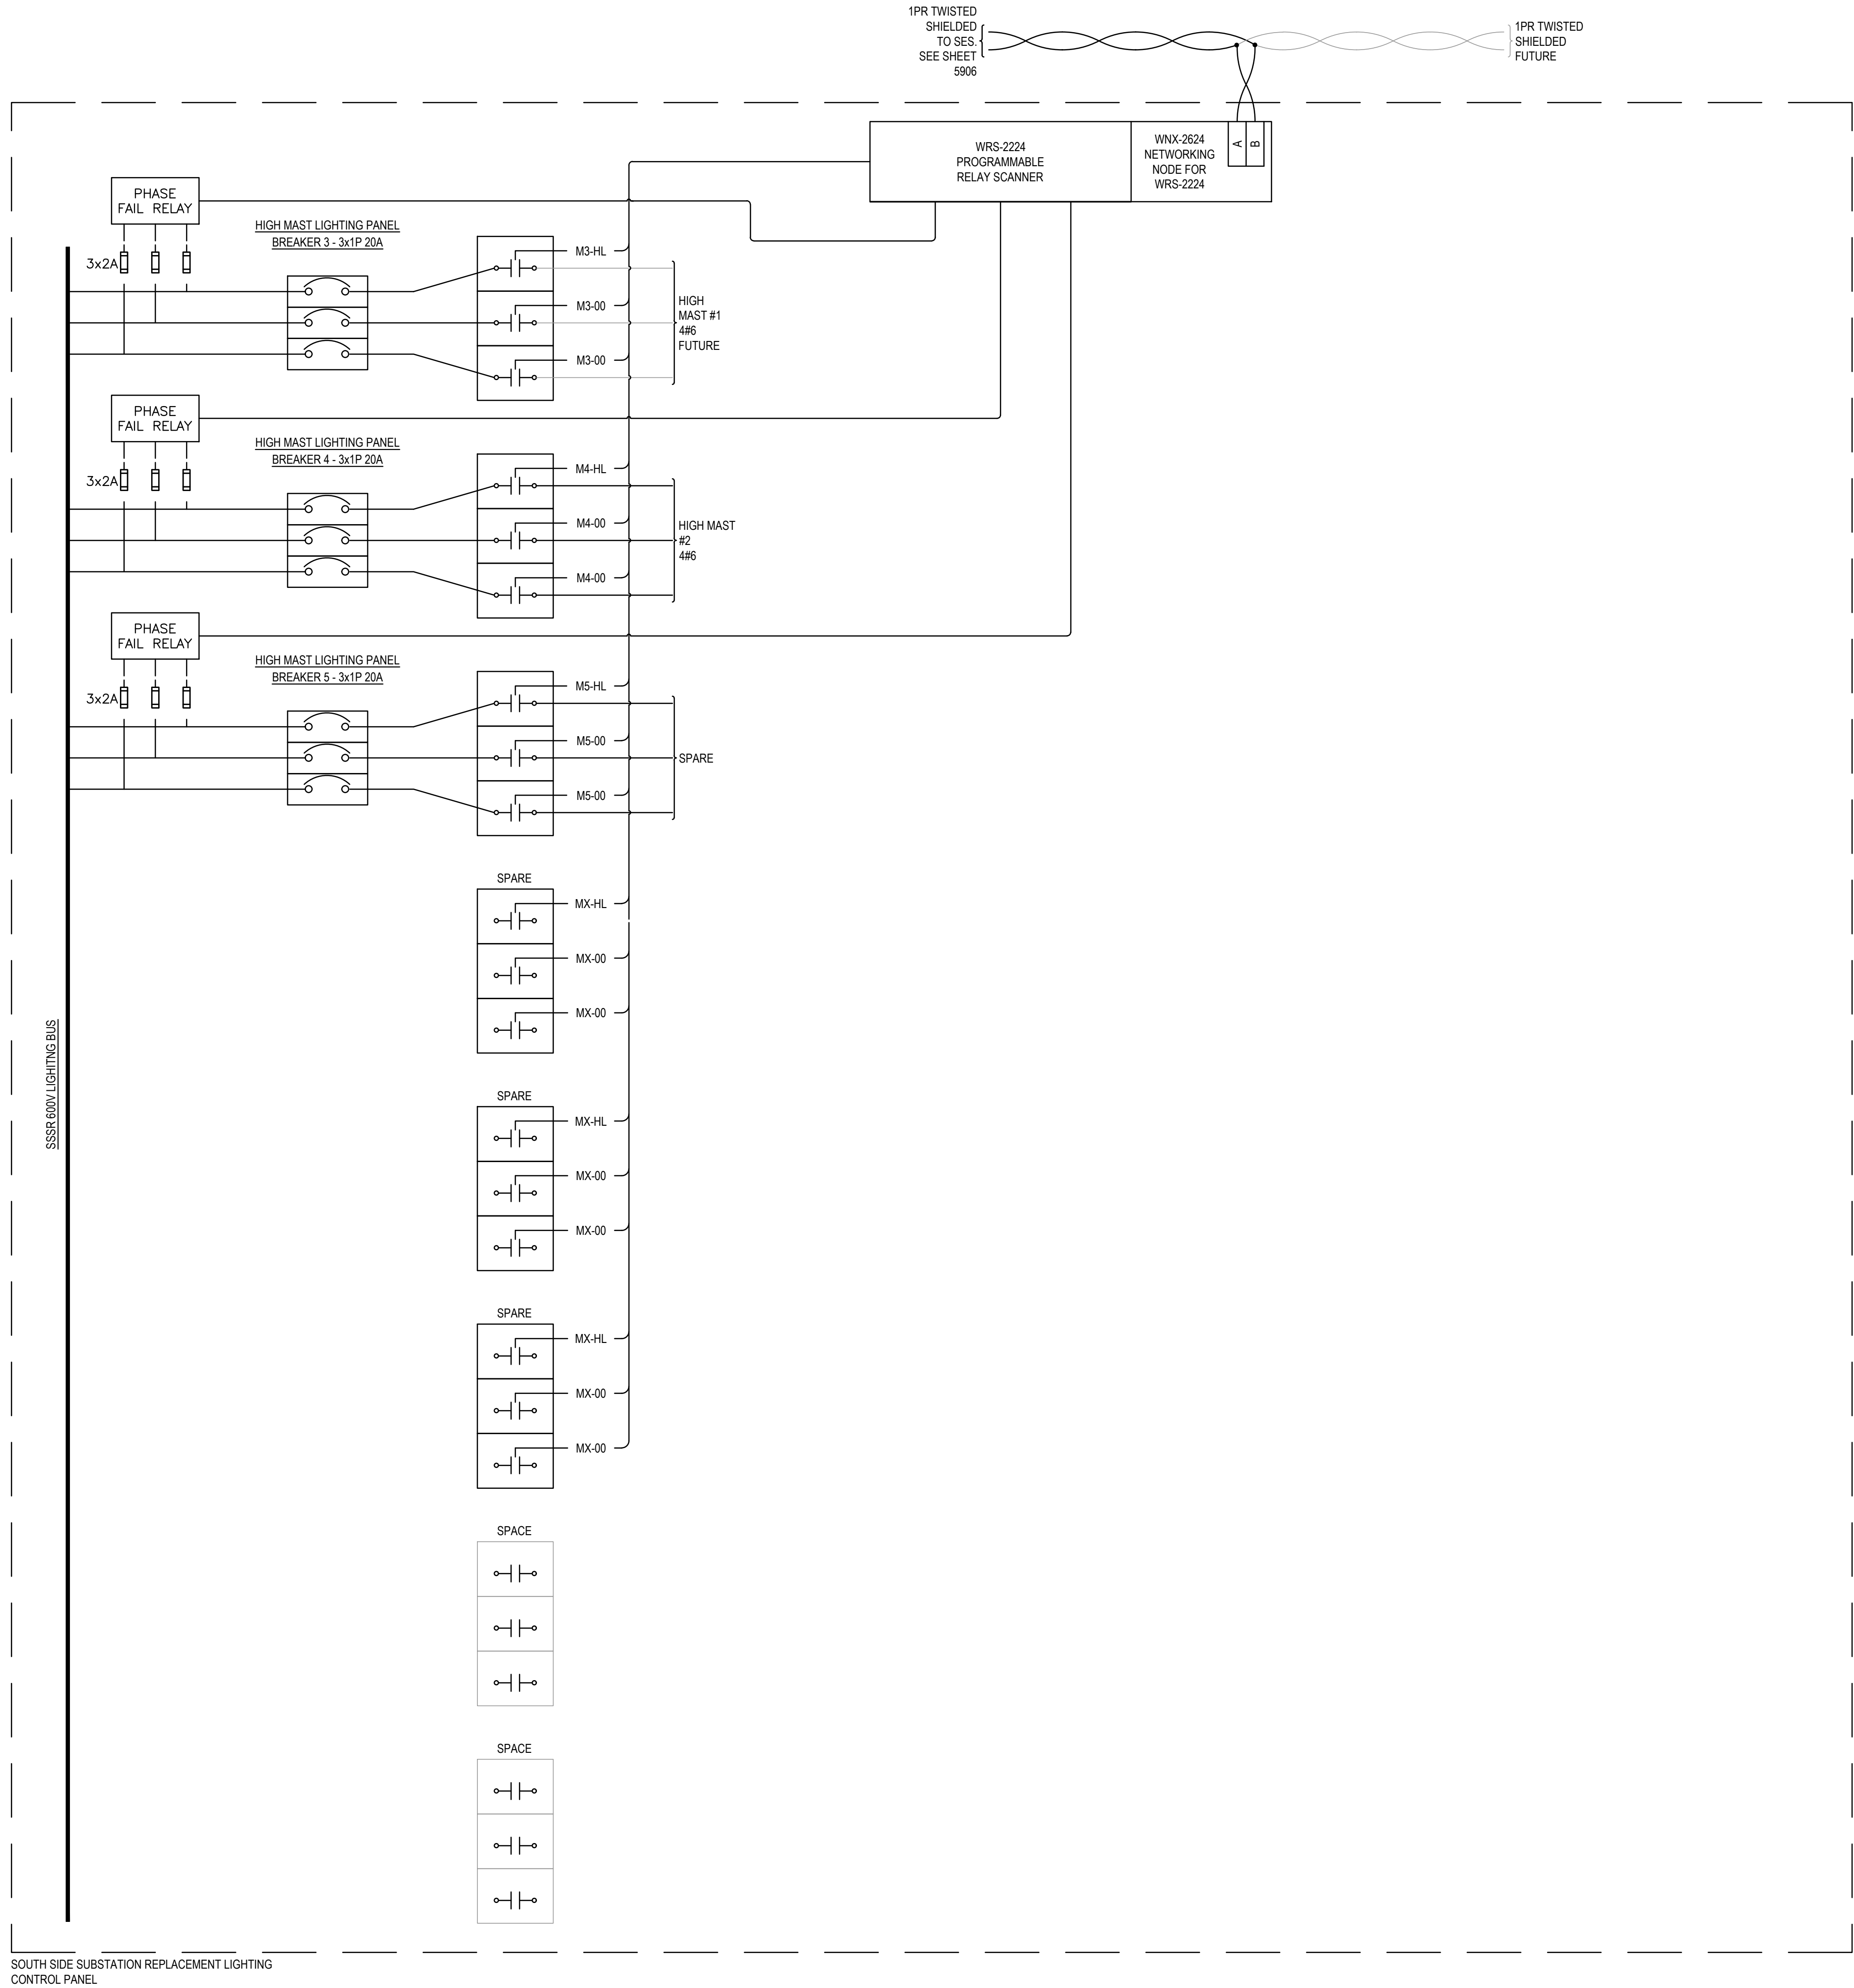 1PR TWISTED
SHIELDED
TO SES.
SEE SHEET
5906
1PR TWISTED
SHIELDED
FUTURE
WRS-2224
PROGRAMMABLE
RELAY SCANNER
WNX-2624
NETWORKING
NODE FOR
WRS-2224
A
B
PHASE
FAIL RELAY
3x2A
HIGH MAST LIGHTING PANEL
BREAKER 3 - 3x1P 20A
M3-HL
M3-00
M3-00
HIGH
MAST #1
4#6
FUTURE
PHASE
FAIL RELAY
3x2A
HIGH MAST LIGHTING PANEL
BREAKER 4 - 3x1P 20A
M4-HL
M4-00
M4-00
HIGH MAST
#2
4#6
PHASE
FAIL RELAY
3x2A
HIGH MAST LIGHTING PANEL
BREAKER 5 - 3x1P 20A
M5-HL
M5-00
M5-00
SPARE
SPARE
MX-HL
MX-00
MX-00
SSSR 600V LIGHITNG BUS
SPARE
MX-HL
MX-00
MX-00
SPARE
MX-HL
MX-00
MX-00
SPACE
SPACE
SOUTH SIDE SUBSTATION REPLACEMENT LIGHTING
CONTROL PANEL